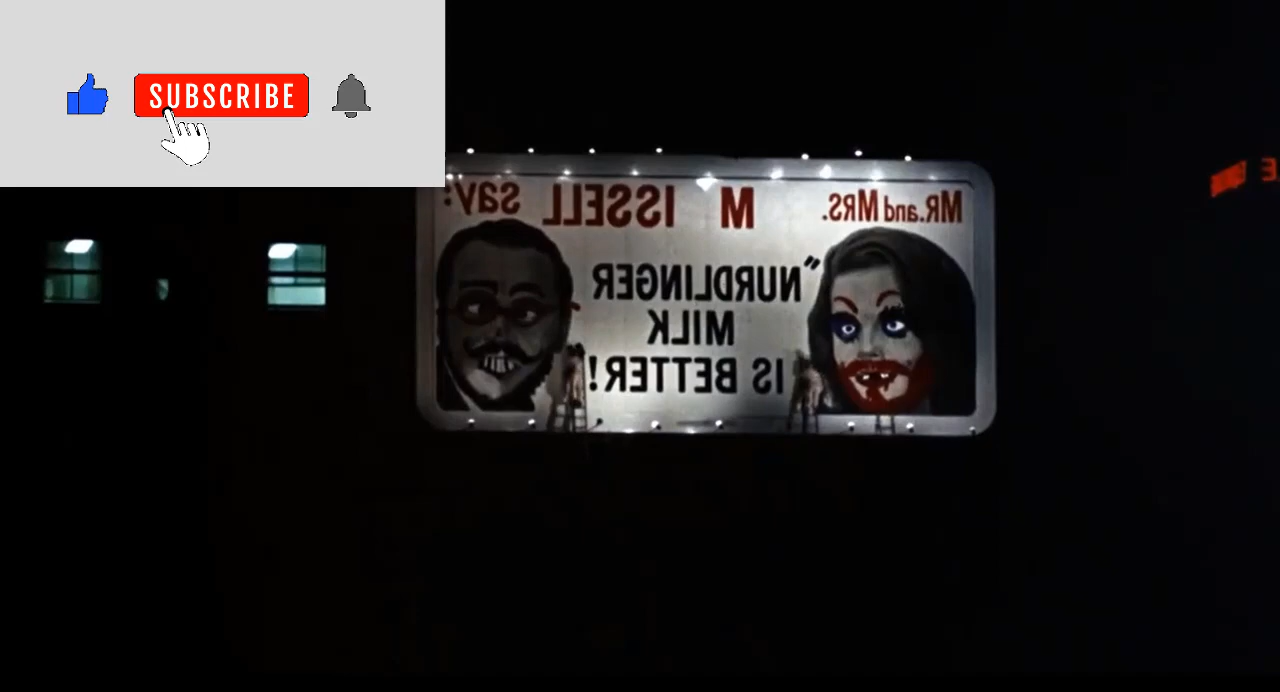 SUBSCRIBE
Mr. and Mrs. M ISSELL say:
"NURDLINGER
MILK
IS BETTER!